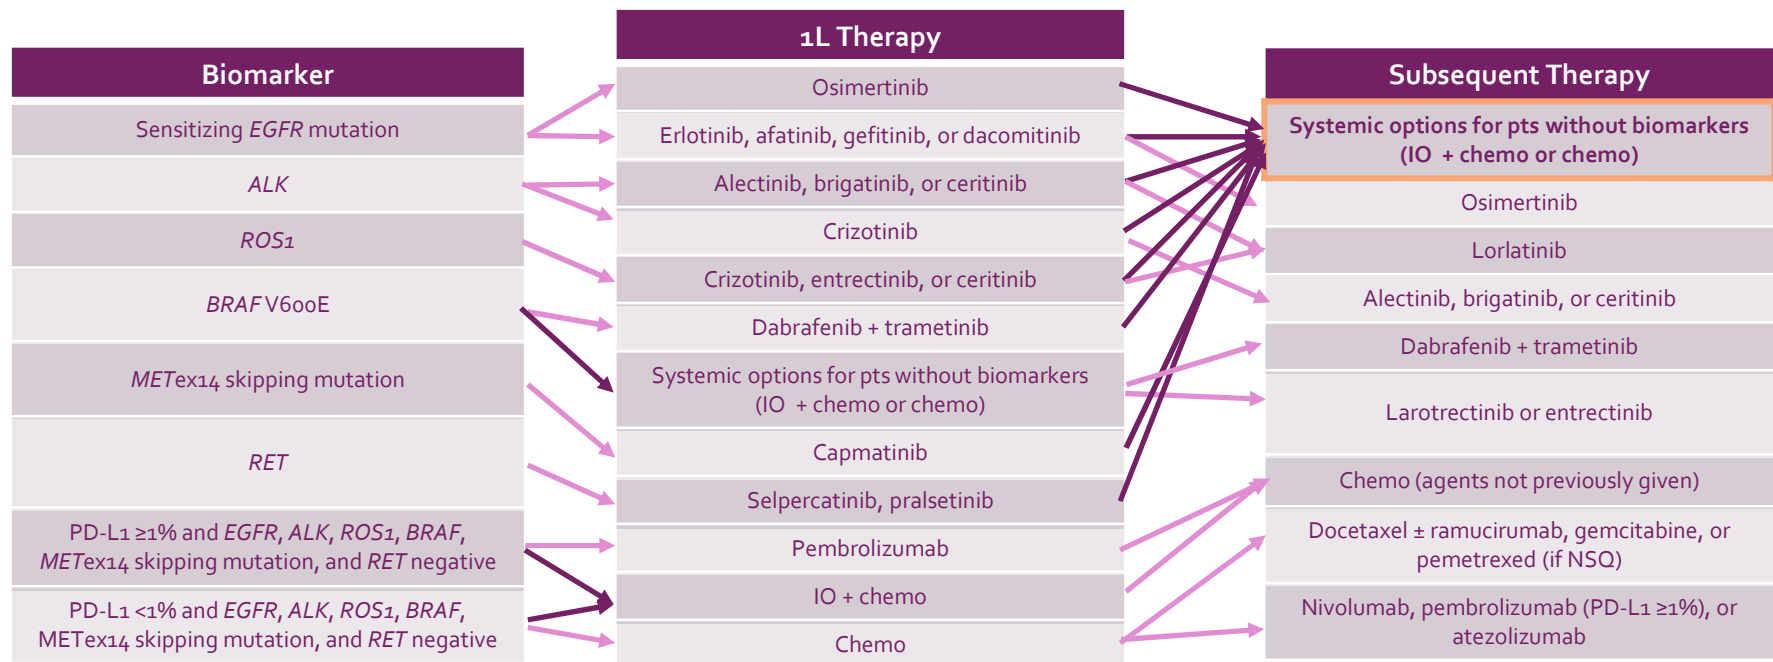 Biomarker
Sensitizing EGFR mutation
ALK
ROS1
BRAF V600E
METex14 skipping mutation
RET
PD-L1 ≥1% and EGFR, ALK, ROS1, BRAF,
METex14 skipping mutation, and RET negative
PD-L1 <1% and EGFR, ALK, ROS1, BRAF,
METex14 skipping mutation, and RET negative
1L Therapy
Osimertinib
Erlotinib, afatinib, gefitinib, or dacomitinib
Alectinib, brigatinib, or ceritinib
Crizotinib
Crizotinib, entrectinib, or ceritinib
Dabrafenib + trametinib
Systemic options for pts without biomarkers
(IO + chemo or chemo)
Capmatinib
Selpercatinib, pralsetinib
Pembrolizumab
IO + chemo
Chemo
Subsequent Therapy
Systemic options for pts without biomarkers
(IO + chemo or chemo)
Osimertinib
Lorlatinib
Alectinib, brigatinib, or ceritinib
Dabrafenib + trametinib
Larotrectinib or entrectinib
Chemo (agents not previously given)
Docetaxel ± ramucirumab, gemcitabine, or
pemetrexed (if NSQ)
Nivolumab, pembrolizumab (PD-L1 ≥1%), or
atezolizumab